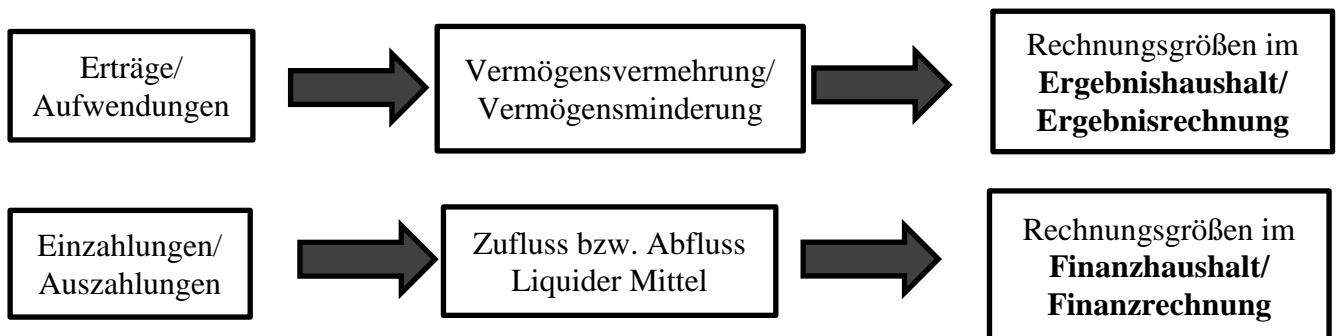 Erträge/
Aufwendungen
Vermögensvermehrung/
Vermögensminderung
Rechnungsgrößen im
Ergebnishaushalt/
Ergebnisrechnung
Einzahlungen/
Auszahlungen
Zufluss bzw. Abfluss
Liquider Mittel
Rechnungsgrößen im
Finanzhaushalt/
Finanzrechnung